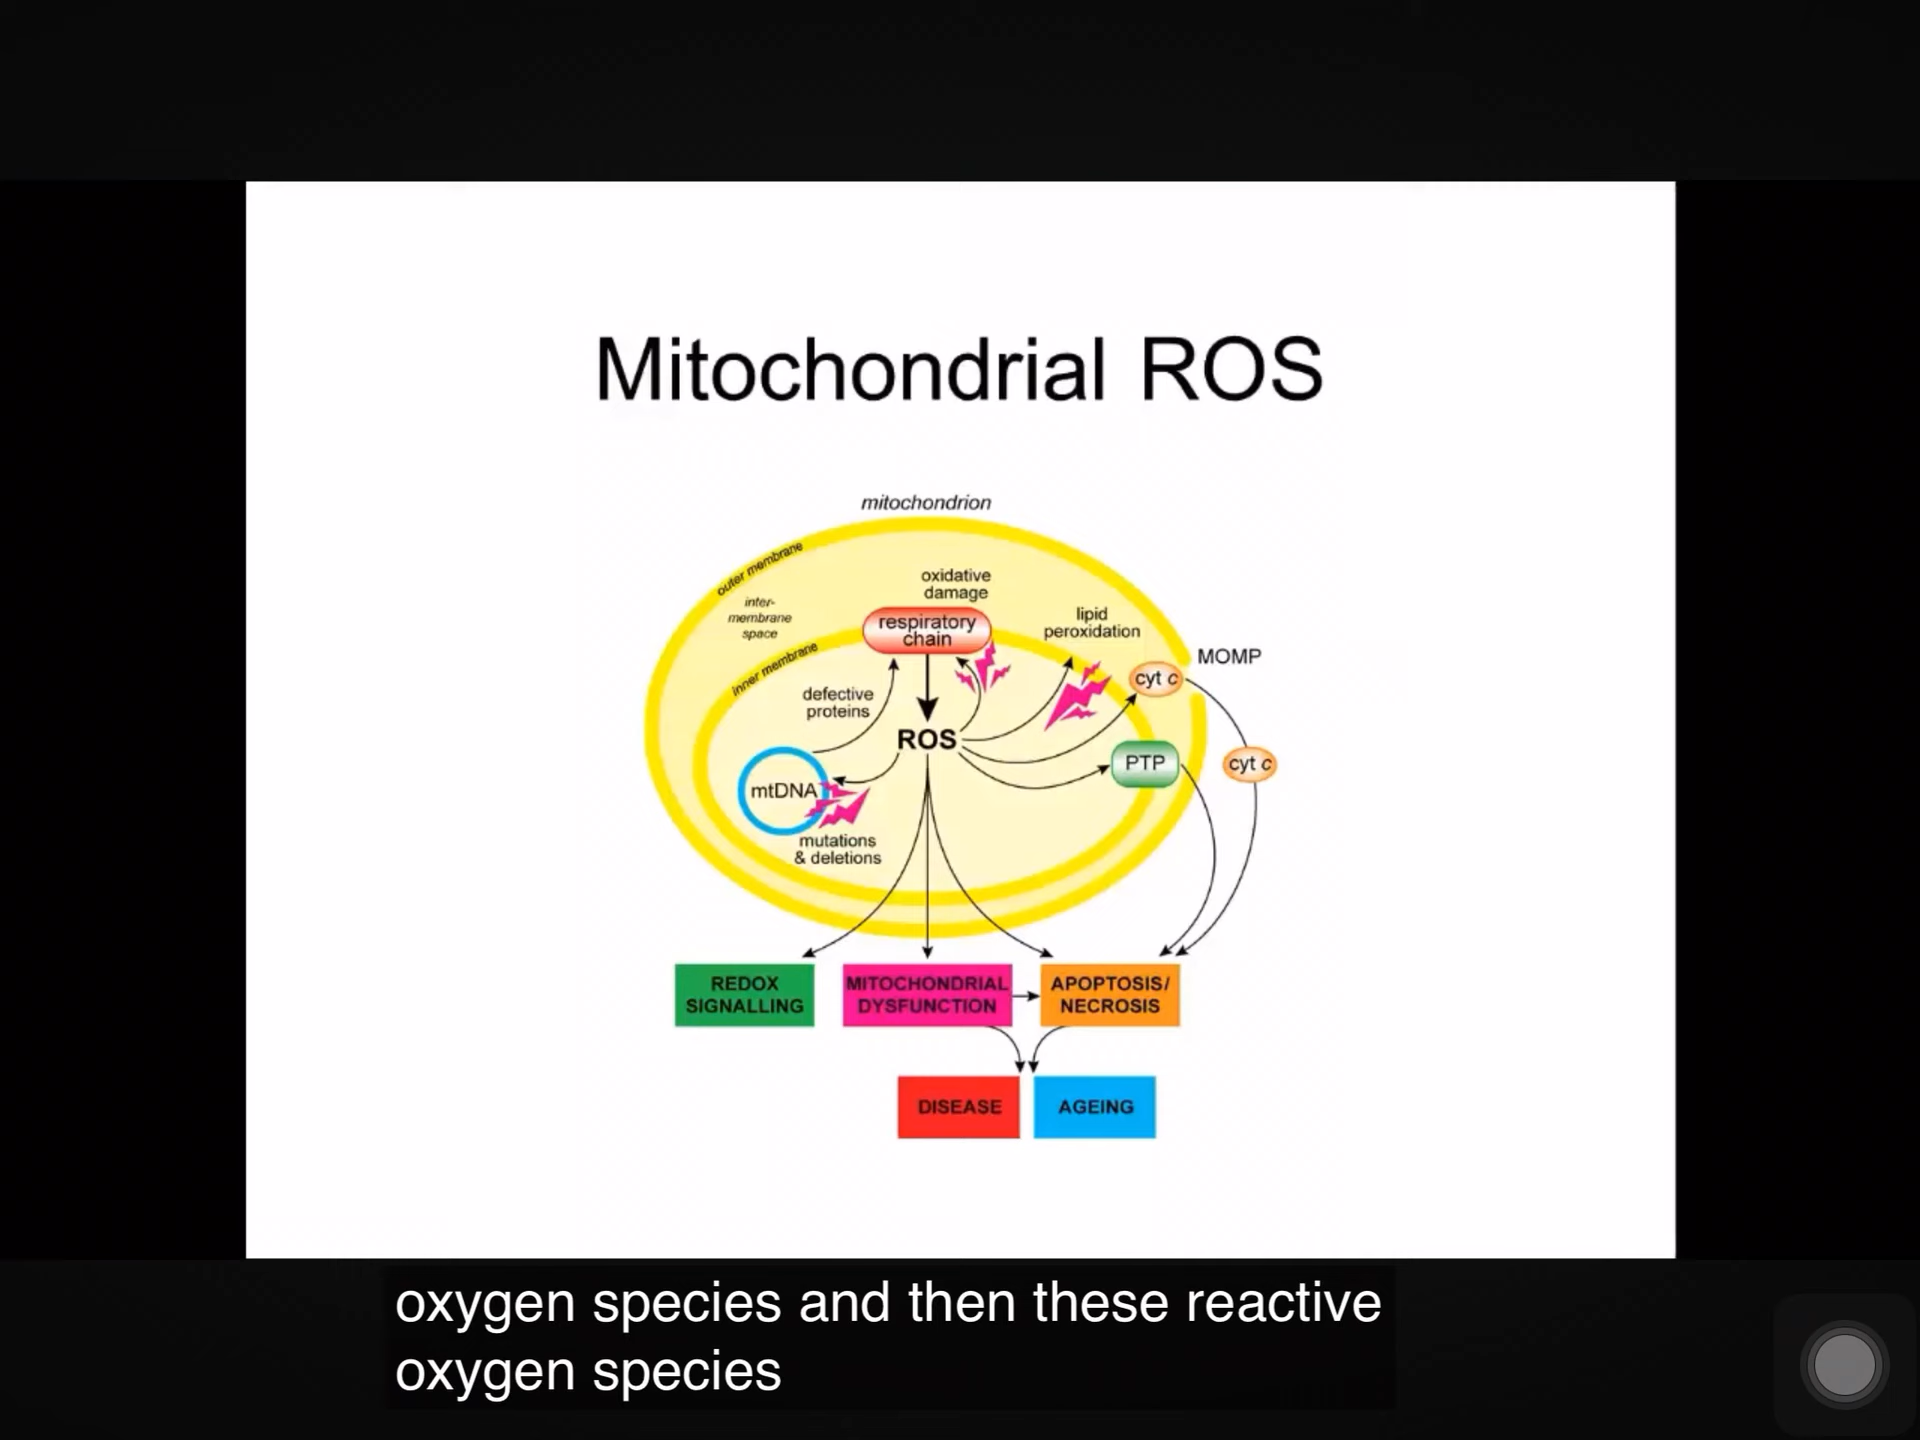 Mitochondrial ROS
mitochondrion
outer membrane
inter-
membrane
space
oxidative
damage
respiratory
chain
lipid
peroxidation
MOMP
inner membrane
cyt c
defective
proteins
ROS
PTP
cyt c
mtDNA
mutations
& deletions
REDOX
SIGNALLING
MITOCHONDRIAL
DYSFUNCTION
APOPTOSIS/
NECROSIS
DISEASE
AGEING
oxygen species and then these reactive
oxygen species